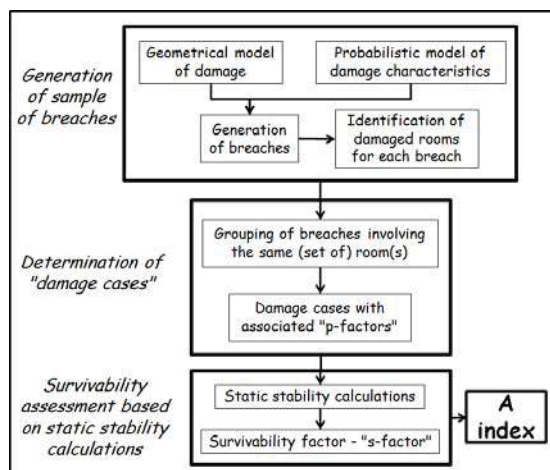 Generation
of sample
of breaches
Geometrical model
of damage
Probabilistic model of
damage characteristics
Generation
of breaches
Identification of
damaged rooms
for each breach
Determination of
"damage cases"
Grouping of breaches involving
the same (set of) room(s)
Damage cases with
associated "p-factors"
Survivability
assessment based
on static stability
calculations
Static stability calculations
Survivability factor - "s-factor"
A
index